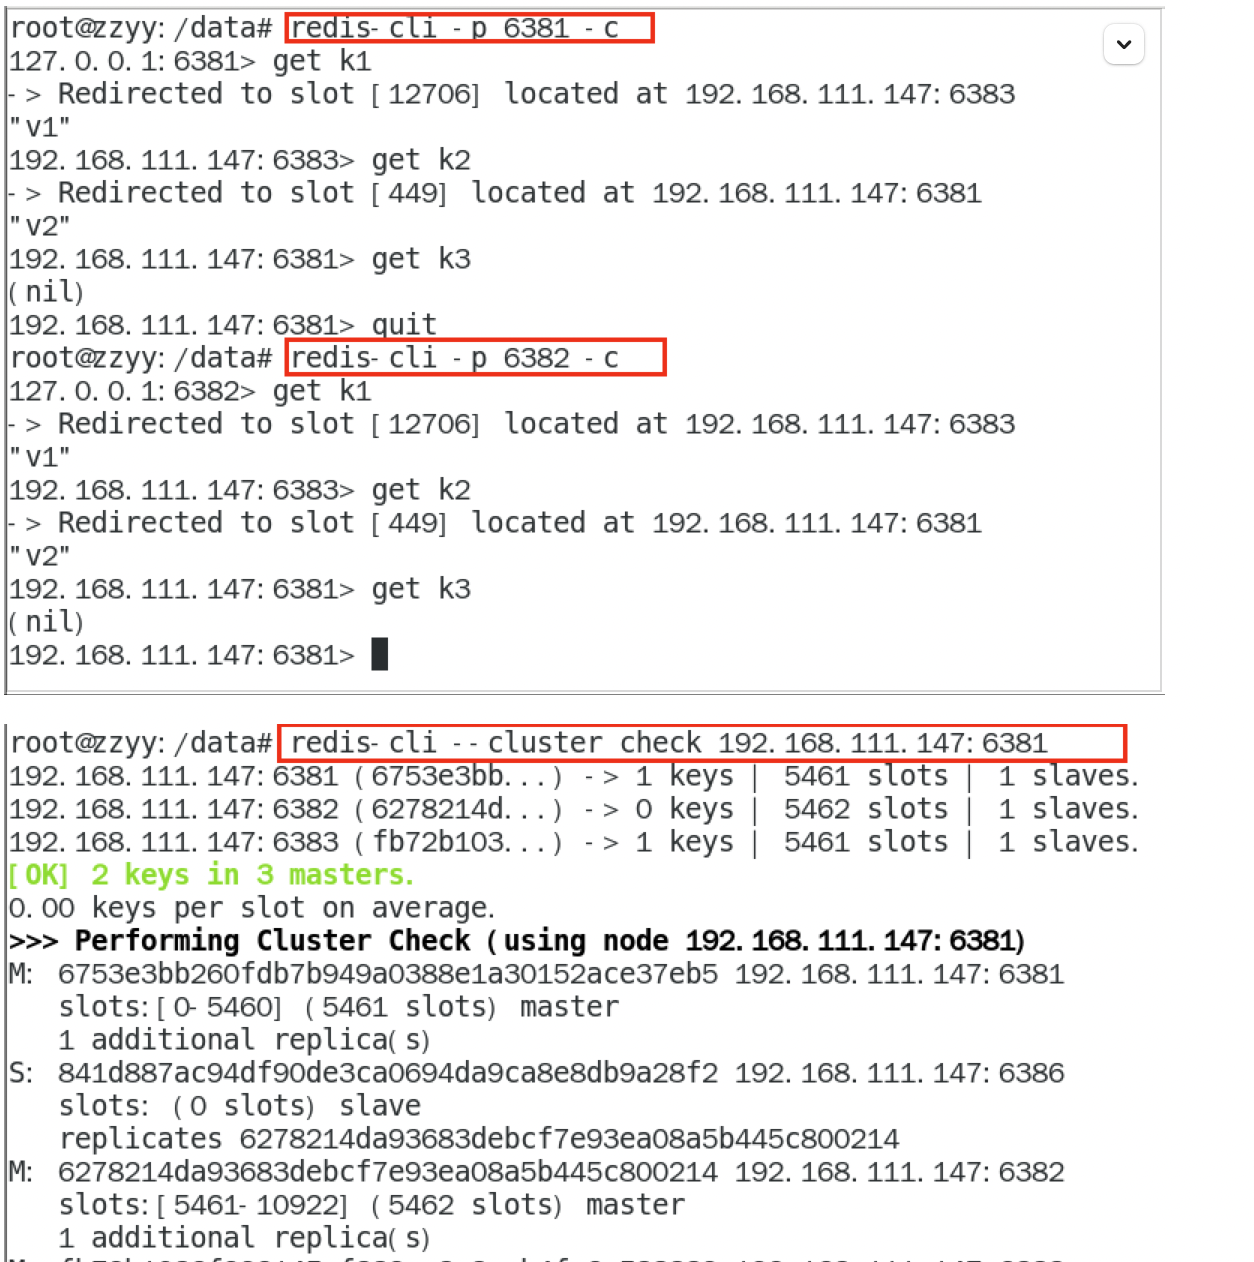 root@zzyy:/data# redis-cli -p 6381 -c
127.0.0.1:6381> get k1
-> Redirected to slot [12706] located at 192.168.111.147:6383
"v1"
192.168.111.147:6383> get k2
-> Redirected to slot [449] located at 192.168.111.147:6381
"v2"
192.168.111.147:6381> get k3
(nil)
192.168.111.147:6381> quit
root@zzyy:/data# redis-cli -p 6382 -c
127.0.0.1:6382> get k1
-> Redirected to slot [12706] located at 192.168.111.147:6383
"v1"
192.168.111.147:6383> get k2
-> Redirected to slot [449] located at 192.168.111.147:6381
"v2"
192.168.111.147:6381> get k3
(nil)
192.168.111.147:6381>
root@zzyy:/data# redis-cli --cluster check 192.168.111.147:6381
192.168.111.147:6381 (6753e3bb...) -> 1 keys | 5461 slots | 1 slaves.
192.168.111.147:6382 (6278214d...) -> 0 keys | 5462 slots | 1 slaves.
192.168.111.147:6383 (fb72b103...) -> 1 keys | 5461 slots | 1 slaves.
[OK] 2 keys in 3 masters.
0.00 keys per slot on average.
>>> Performing Cluster Check (using node 192.168.111.147:6381)
M: 6753e3bb260fdb7b949a0388e1a30152ace37eb5 192.168.111.147:6381
slots:[0-5460] (5461 slots) master
1 additional replica(s)
S: 841d887ac94df90de3ca0694da9ca8e8db9a28f2 192.168.111.147:6386
slots: (0 slots) slave
replicates 6278214da93683debcf7e93ea08a5b445c800214
M: 6278214da93683debcf7e93ea08a5b445c800214 192.168.111.147:6382
slots:[5461-10922] (5462 slots) master
1 additional replica(s)